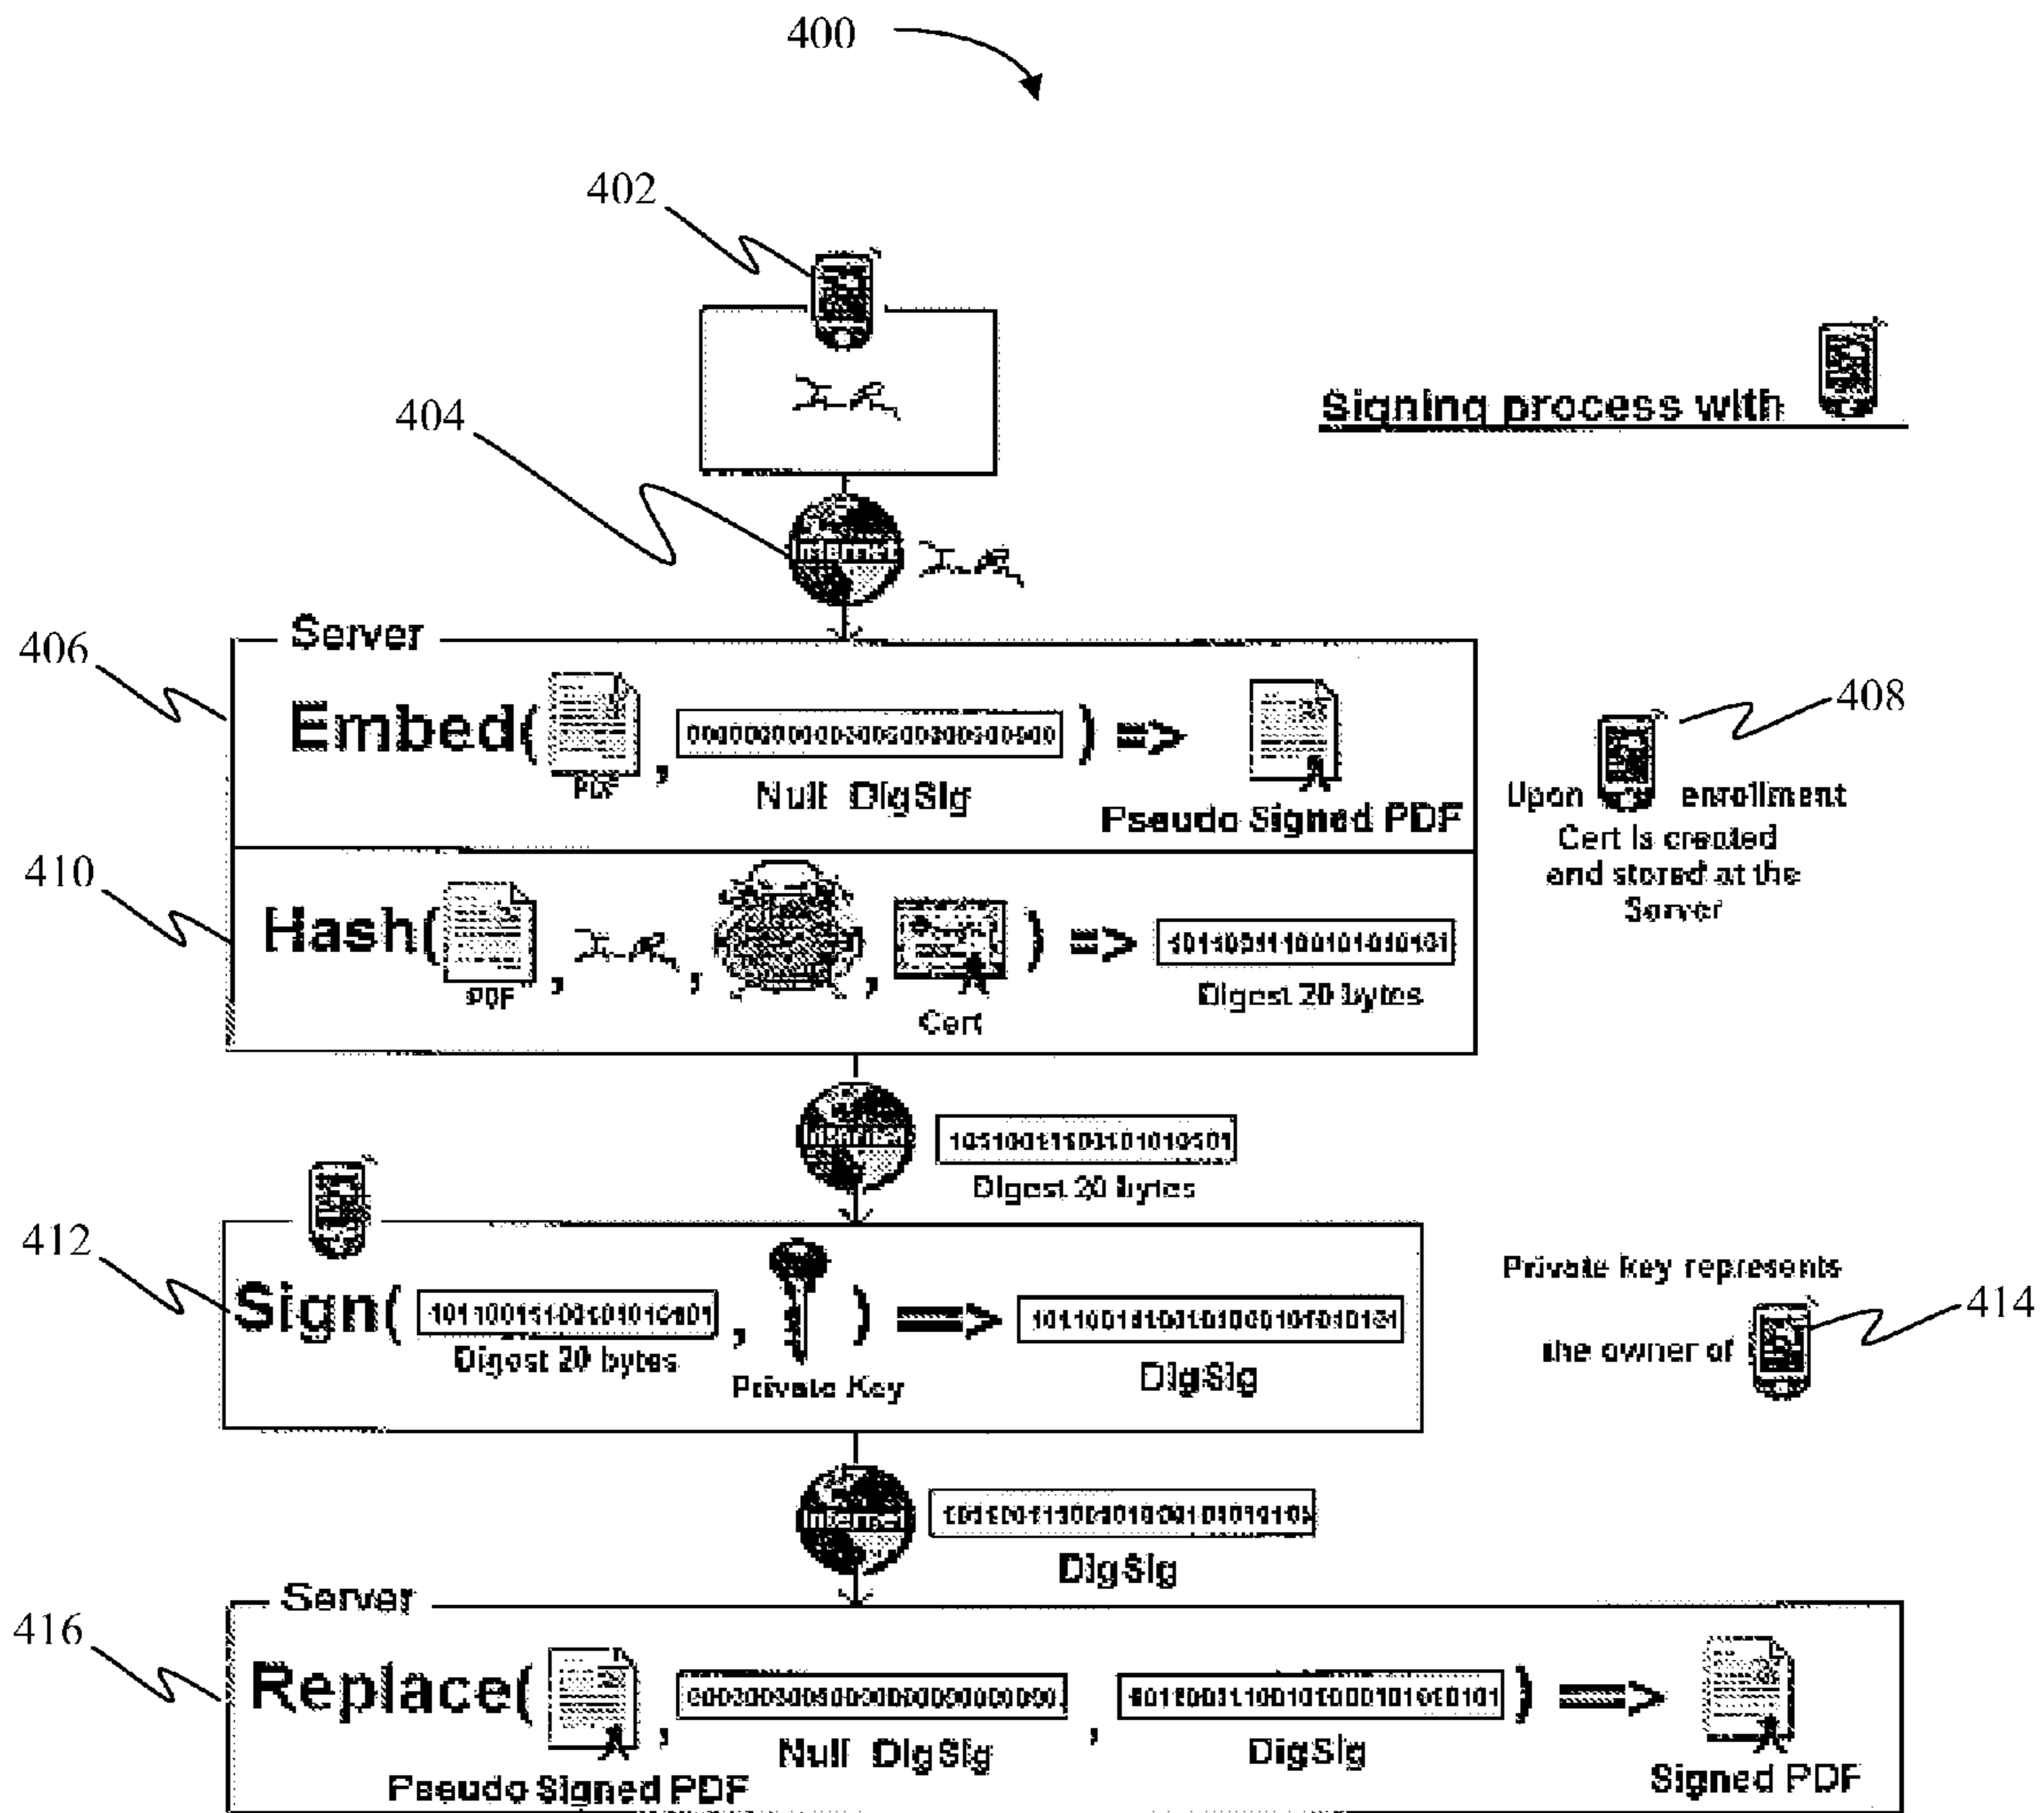 400
402
404
Signing process with
Internet
Server
406
Embed( , ) =>
PDF
Null DigSig
Pseudo Signed PDF
408
Upon enrollment
Cert is created
and stored at the
Server
410
Hash( , , , ) =>
PDF
Cert
Digest 20 bytes
Internet
Digest 20 bytes
412
Sign( , ) ==>
Digest 20 bytes
Private Key
DigSig
Private key represents
the owner of
414
Internet
DigSig
Server
416
Replace( , , ) ==>
Pseudo Signed PDF
Null DigSig
DigSig
Signed PDF